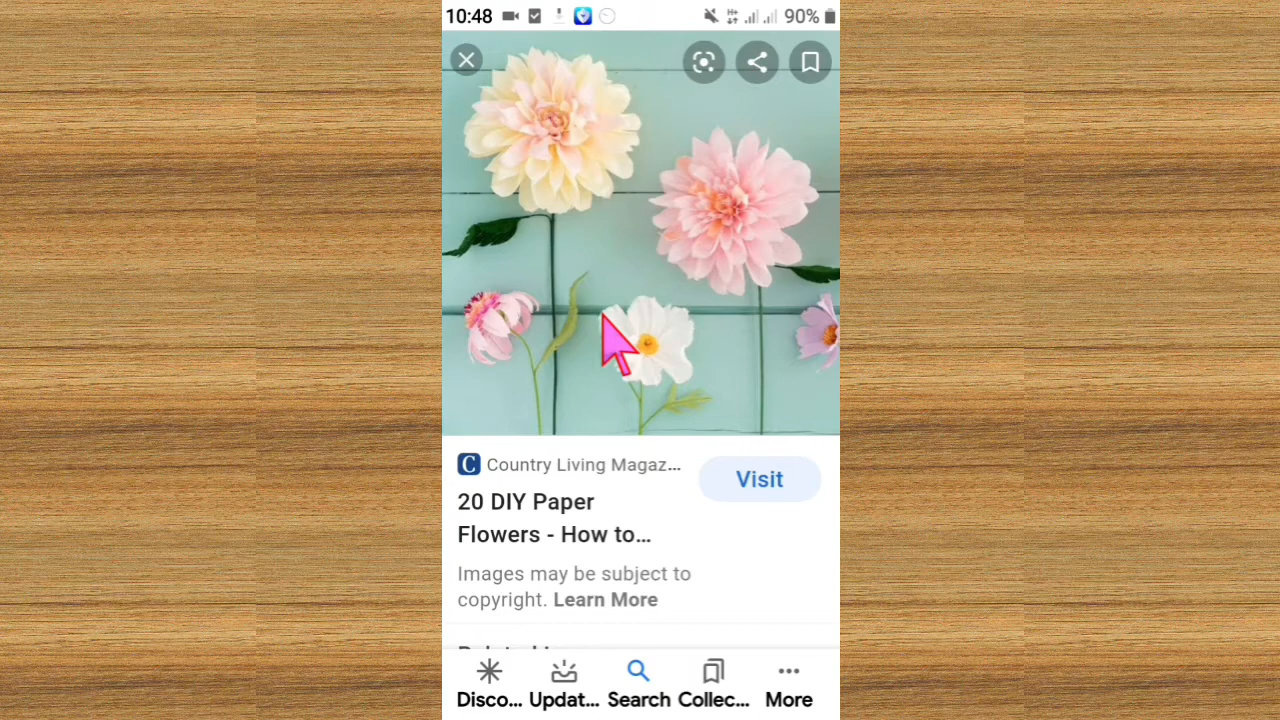 10:48
90%
C Country Living Magaz...
Visit
20 DIY Paper
Flowers - How to...
Images may be subject to
copyright. Learn More
Disco... Updat... Search Collec... More